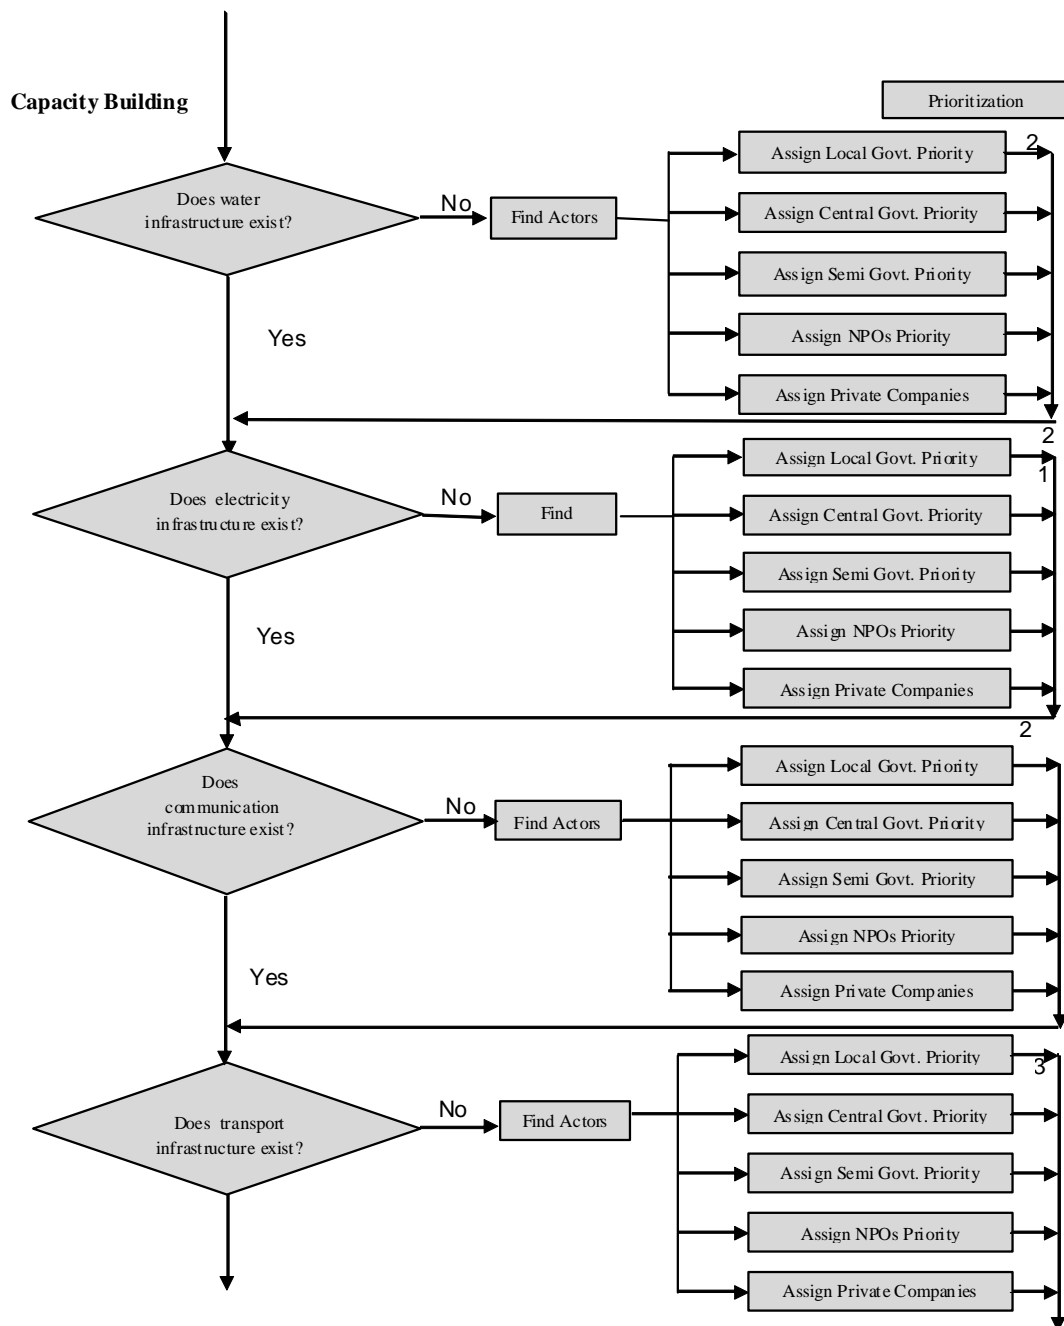 Capacity Building
Prioritization
Does water
infrastructure exist?
No
Find Actors
Assign Local Govt. Priority
2
Assign Central Govt. Priority
Assign Semi Govt. Priority
Assign NPOs Priority
Assign Private Companies
Yes
2
Does electricity
infrastructure exist?
No
Find
Assign Local Govt. Priority
1
Assign Central Govt. Priority
Assign Semi Govt. Priority
Assign NPOs Priority
Assign Private Companies
Yes
2
Does
communication
infrastructure exist?
No
Find Actors
Assign Local Govt. Priority
Assign Central Govt. Priority
Assign Semi Govt. Priority
Assign NPOs Priority
Assign Private Companies
Yes
Does transport
infrastructure exist?
No
Find Actors
Assign Local Govt. Priority
3
Assign Central Govt. Priority
Assign Semi Govt. Priority
Assign NPOs Priority
Assign Private Companies